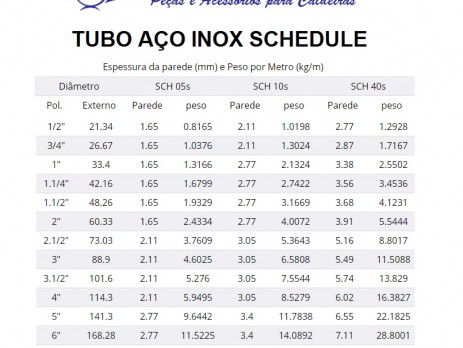 Peças e Acessórios para Caldeiras
TUBO AÇO INOX SCHEDULE
Espessura da parede (mm) e Peso por Metro (kg/m)
Diâmetro SCH 05s SCH 10s SCH 40s
Pol. Externo Parede peso Parede peso Parede peso
1/2" 21.34 1.65 0.8165 2.11 1.0198 2.77 1.2928
3/4" 26.67 1.65 1.0376 2.11 1.3024 2.87 1.7167
1" 33.4 1.65 1.3166 2.77 2.1324 3.38 2.5502
1.1/4" 42.16 1.65 1.6799 2.77 2.7422 3.56 3.4536
1.1/2" 48.26 1.65 1.9329 2.77 3.1669 3.68 4.1231
2" 60.33 1.65 2.4334 2.77 4.0072 3.91 5.5444
2.1/2" 73.03 2.11 3.7609 3.05 5.3643 5.16 8.8017
3" 88.9 2.11 4.6025 3.05 6.5808 5.49 11.5088
3.1/2" 101.6 2.11 5.276 3.05 7.5544 5.74 13.829
4" 114.3 2.11 5.9495 3.05 8.5279 6.02 16.3827
5" 141.3 2.77 9.6442 3.4 11.7838 6.55 22.1825
6" 168.28 2.77 11.5225 3.4 14.0892 7.11 28.8001